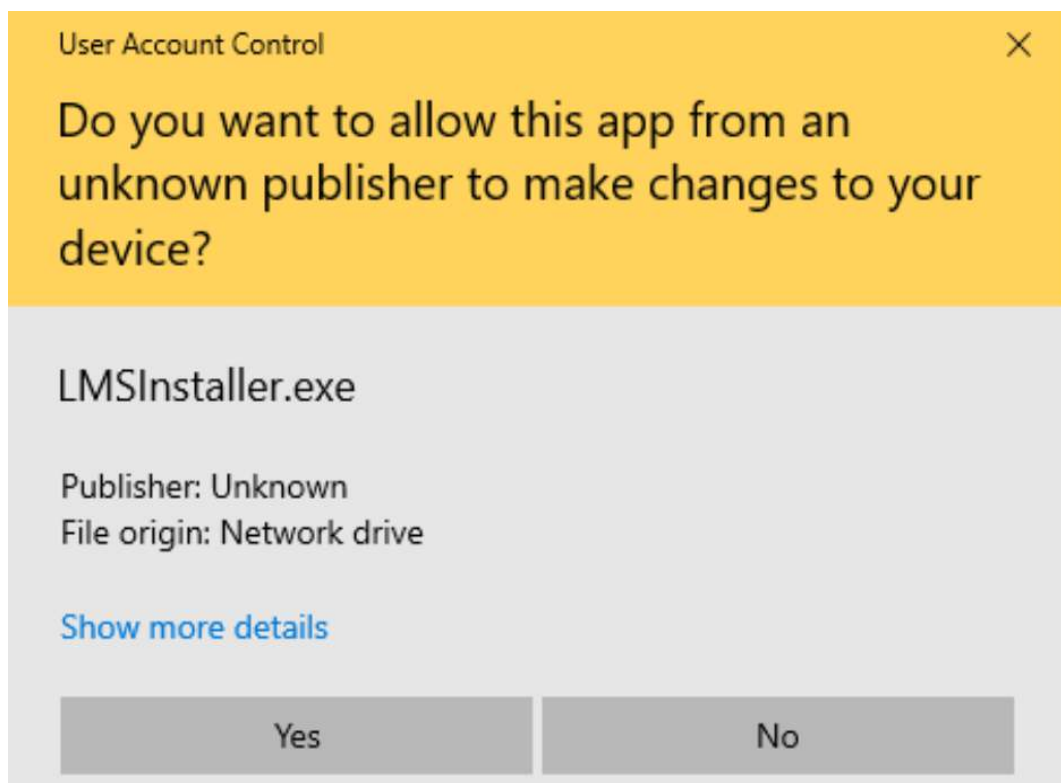 User Account Control
Do you want to allow this app from an
unknown publisher to make changes to your
device?
LMSInstaller.exe
Publisher: Unknown
File origin: Network drive
Show more details
Yes
No